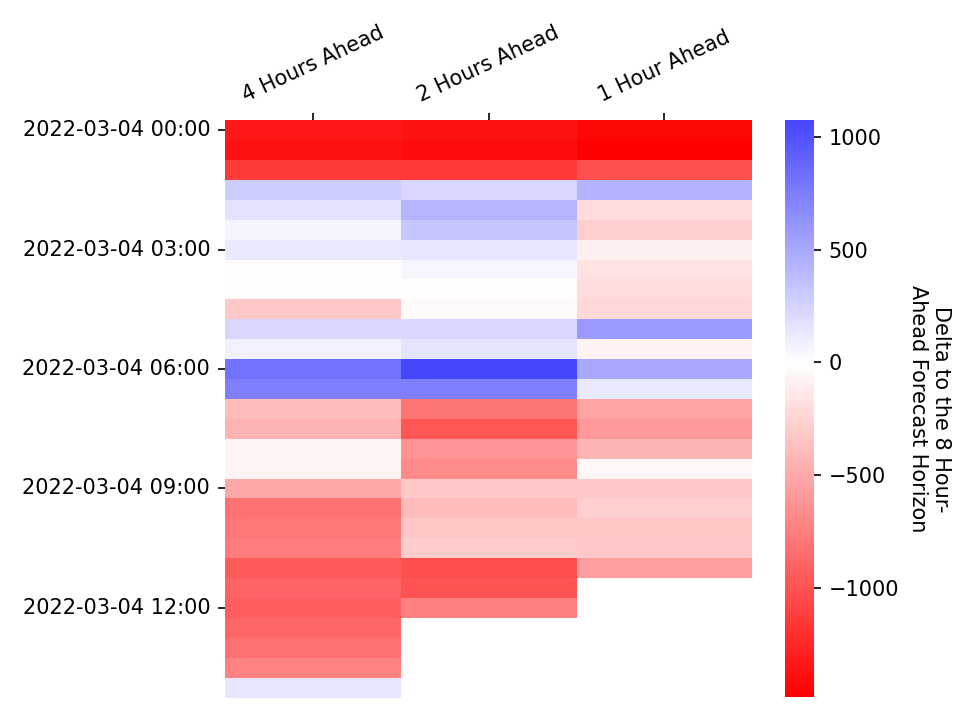 4 Hours Ahead
2 Hours Ahead
1 Hour Ahead
2022-03-04 00:00
2022-03-04 03:00
2022-03-04 06:00
2022-03-04 09:00
2022-03-04 12:00
1000
500
0
−500
−1000
Delta to the 8 Hour-
Ahead Forecast Horizon